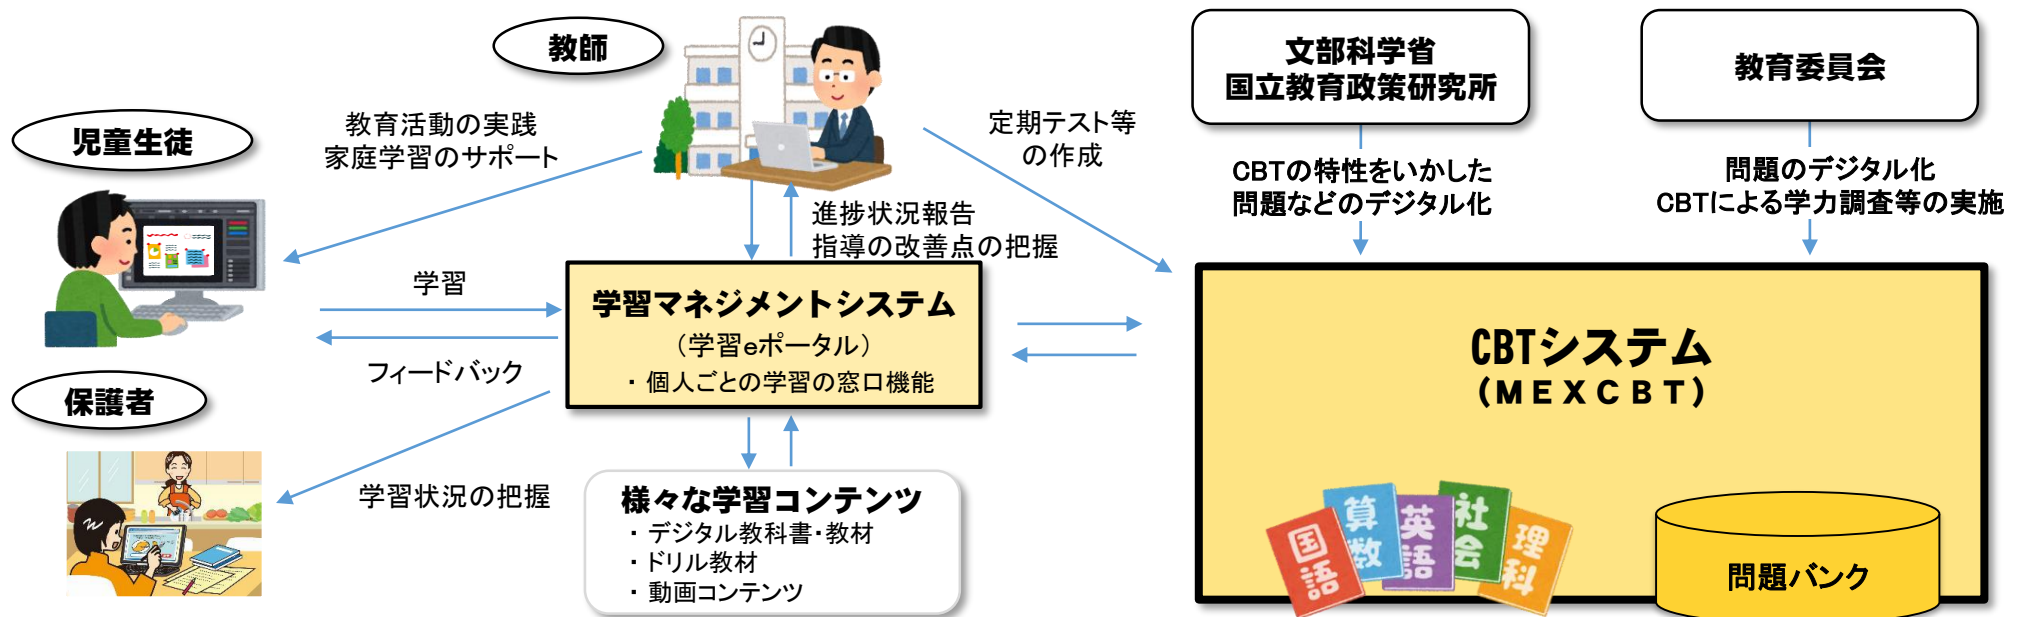 教師
文部科学省
国立教育政策研究所
教育委員会
児童生徒
教育活動の実践
家庭学習のサポート
定期テスト等
の作成
CBTの特性をいかした
問題などのデジタル化
問題のデジタル化
CBTによる学力調査等の実施
進捗状況報告
指導の改善点の把握
学習
学習マネジメントシステム
（学習eポータル）
・個人ごとの学習の窓口機能
フィードバック
CBTシステム
（ＭＥＸＣＢＴ）
保護者
学習状況の把握
様々な学習コンテンツ
・デジタル教科書・教材
・ドリル教材
・動画コンテンツ
国語
算数
英語
社会
理科
問題バンク